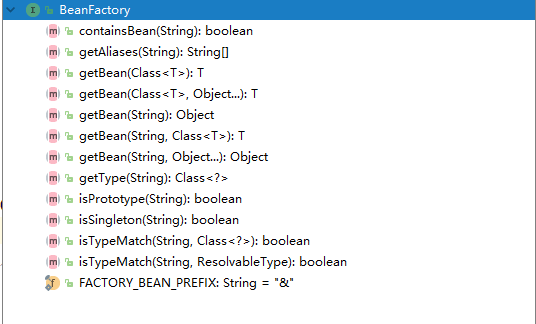 BeanFactory
containsBean(String): boolean
getAliases(String): String[]
getBean(Class<T>): T
getBean(Class<T>, Object...): T
getBean(String): Object
getBean(String, Class<T>): T
getBean(String, Object...): Object
getType(String): Class<?>
isPrototype(String): boolean
isSingleton(String): boolean
isTypeMatch(String, Class<?>): boolean
isTypeMatch(String, ResolvableType): boolean
FACTORY_BEAN_PREFIX: String = "&"